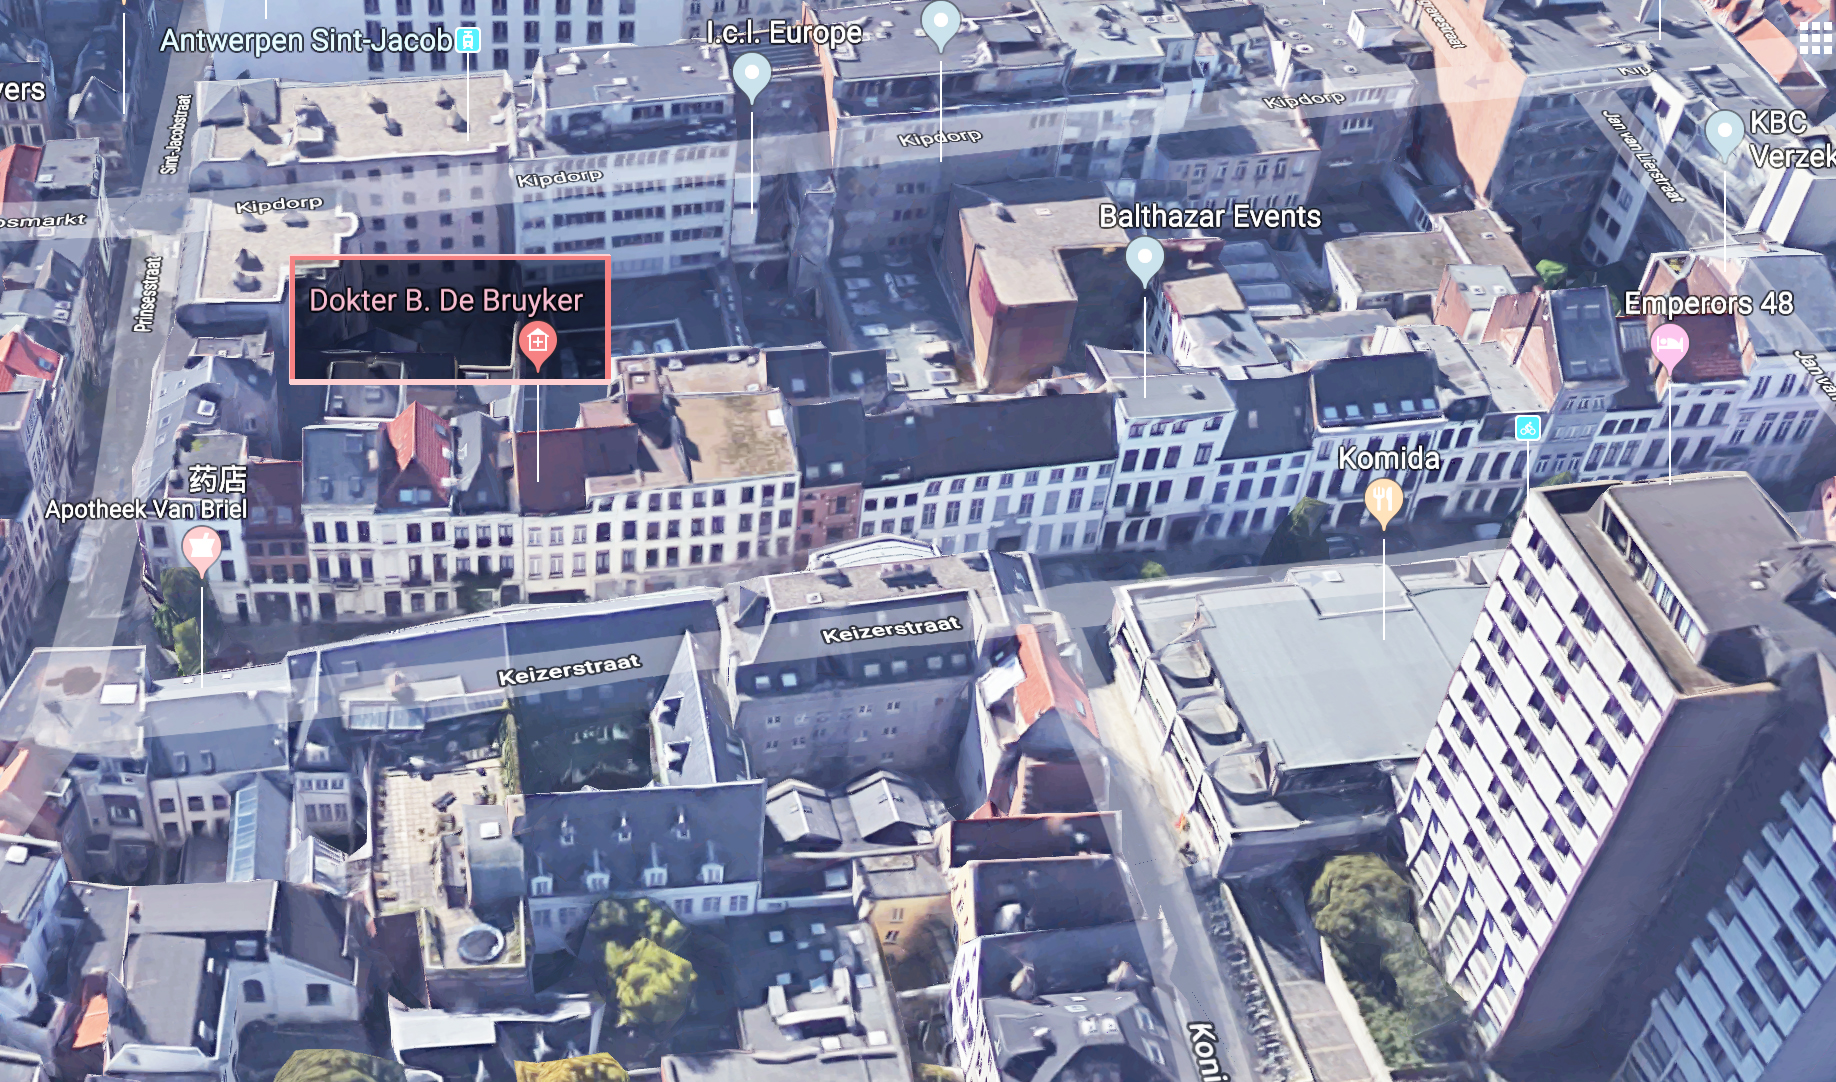 Antwerpen Sint-Jacob
I.c.l. Europe
Kipdorp
KBC
Verzek
Sint-Jacobstraat
Kipdorp
Kipdorp
Kipdorp
Jan van Lierstraat
Balthazar Events
Prinsesstraat
Dokter B. De Bruyker
Emperors 48
Komida
药店
Apotheek Van Briel
Keizerstraat
Keizerstraat
Koni